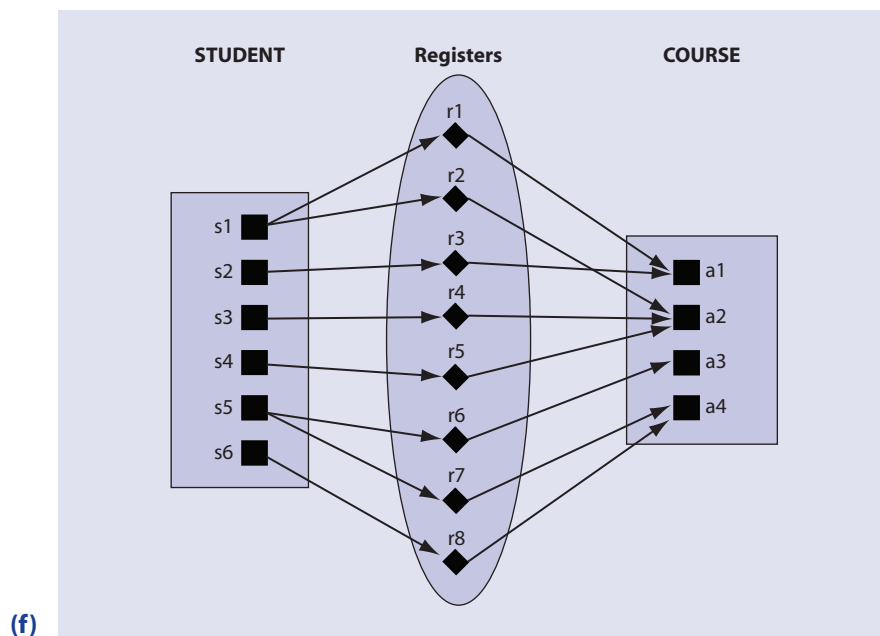 STUDENT Registers COURSE
r1
r2
s1
r3
s2 a1
r4
s3 a2
r5
s4 a3
s5 a4
r6
s6
r7
r8
(f)